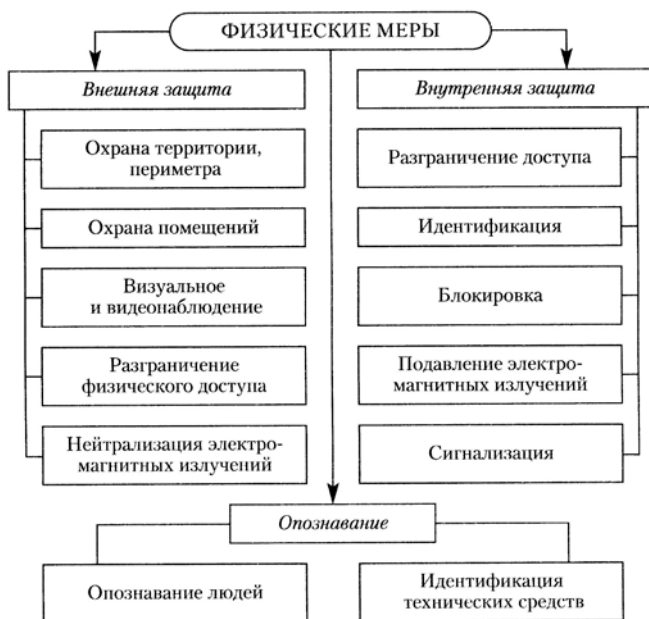 ФИЗИЧЕСКИЕ МЕРЫ
Внешняя защита
Охрана территории,
периметра
Охрана помещений
Визуальное
и видеонаблюдение
Разграничение
физического доступа
Нейтрализация электро-
магнитных излучений
Внутренняя защита
Разграничение доступа
Идентификация
Блокировка
Подавление электро-
магнитных излучений
Сигнализация
Опознавание
Опознавание людей
Идентификация
технических средств